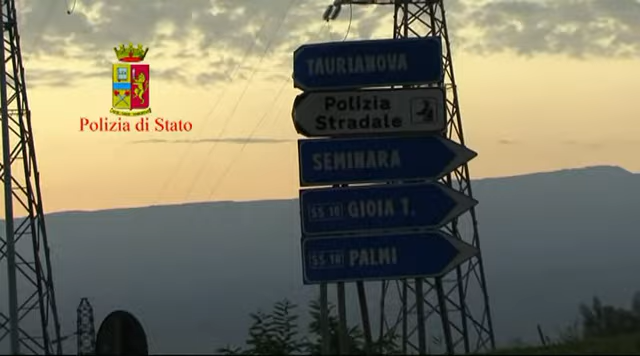 TAURIANOVA
Polizia
Stradale
SEMINARA
SS 18 GIOIA T.
SS 18 PALMI
Polizia di Stato